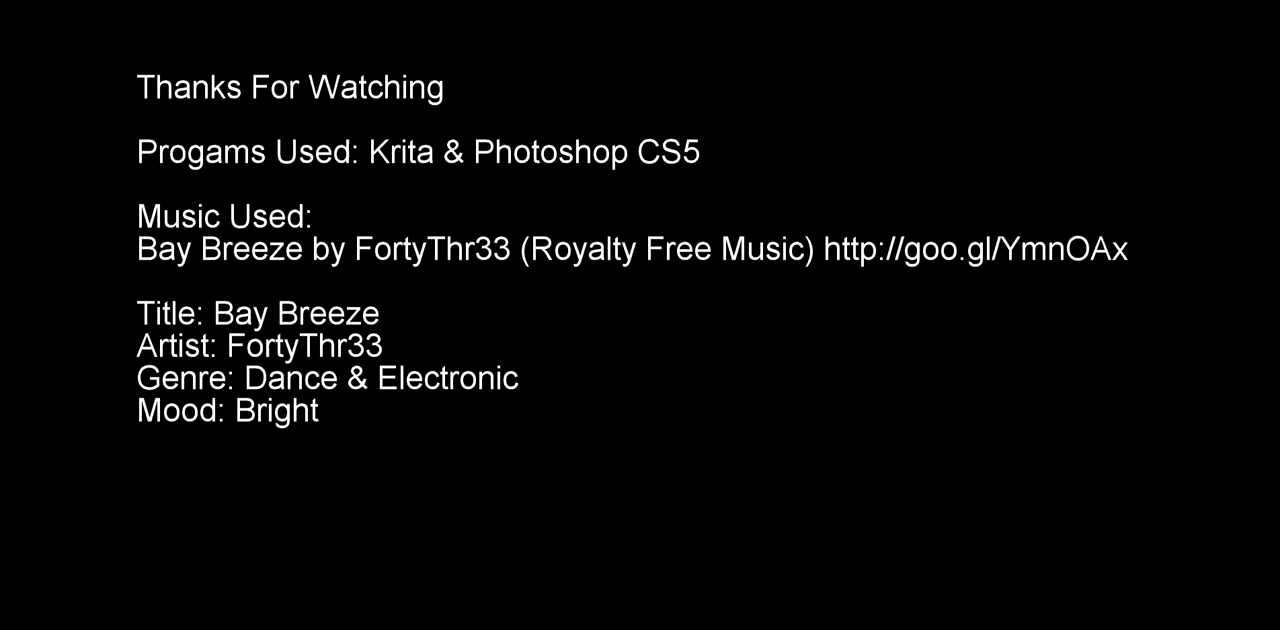 Thanks For Watching
Progams Used: Krita & Photoshop CS5
Music Used:
Bay Breeze by FortyThr33 (Royalty Free Music) http://goo.gl/YmnOAx
Title: Bay Breeze
Artist: FortyThr33
Genre: Dance & Electronic
Mood: Bright